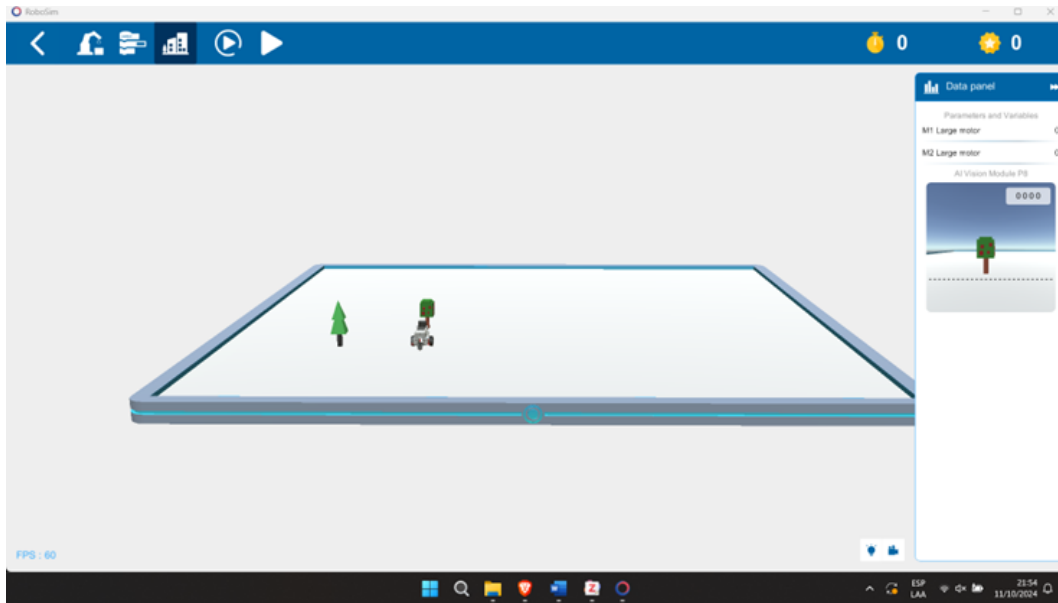 RoboSim
0
0
Data panel
Parameters and Variables
M1 Large motor
M2 Large motor
AI Vision Module P8
0000
FPS : 60
ESP
LAA
21:54
11/10/2024